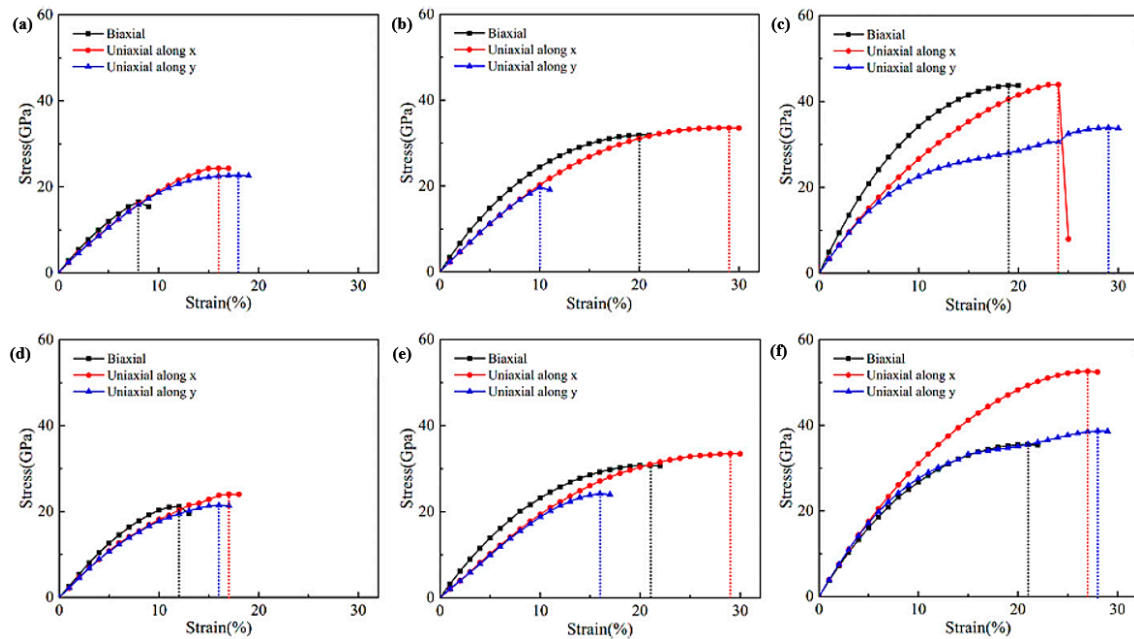 (a)
60
40
20
0
Stress(GPa)
Biaxial
Uniaxial along x
Uniaxial along y
0 10 20 30
Strain(%)
(b)
60
40
20
0
Stress(GPa)
Biaxial
Uniaxial along x
Uniaxial along y
0 10 20 30
Strain(%)
(c)
60
40
20
0
Stress(GPa)
Biaxial
Uniaxial along x
Uniaxial along y
0 10 20 30
Strain(%)
(d)
60
40
20
0
Stress(GPa)
Biaxial
Uniaxial along x
Uniaxial along y
0 10 20 30
Strain(%)
(e)
60
40
20
0
Stress(Gpa)
Biaxial
Uniaxial along x
Uniaxial along y
0 10 20 30
Strain(%)
(f)
60
40
20
0
Stress(GPa)
Biaxial
Uniaxial along x
Uniaxial along y
0 10 20 30
Strain(%)